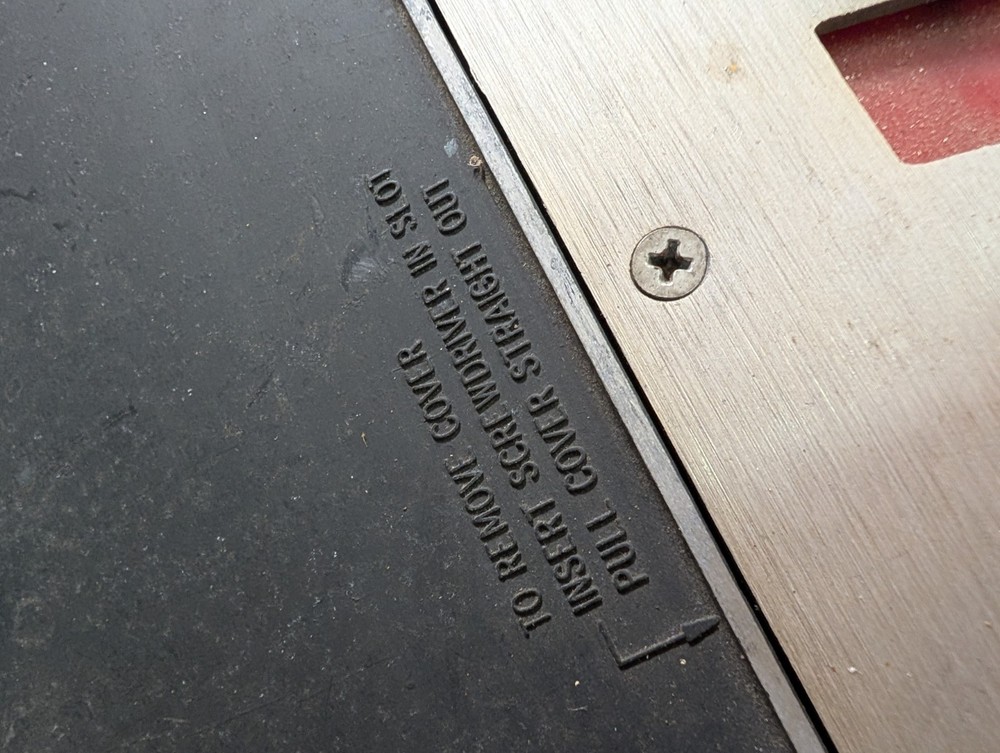 TO REMOVE COVER
INSERT SCREWDRIVER IN SLOT
PULL COVER STRAIGHT OUT